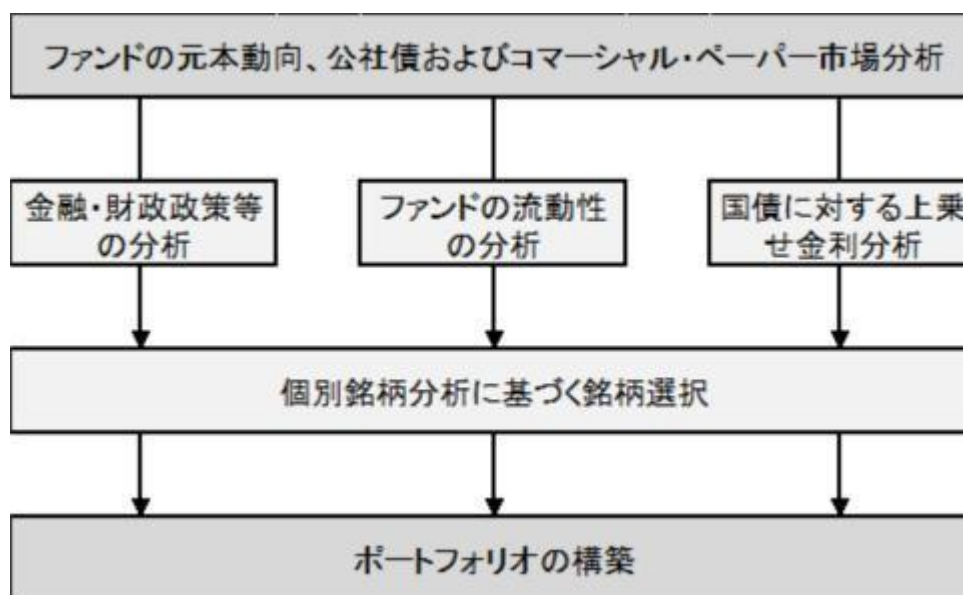 ファンドの元本動向、公社債およびコマーシャル・ペーパー市場分析
金融・財政政策等
の分析
ファンドの流動性
の分析
国債に対する上乗
せ金利分析
個別銘柄分析に基づく銘柄選択
ポートフォリオの構築